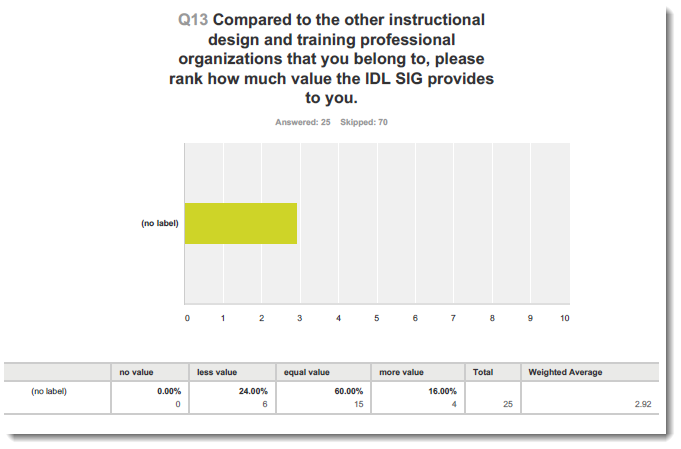 Q13 Compared to the other instructional
design and training professional
organizations that you belong to, please
rank how much value the IDL SIG provides
to you.
Answered: 25 Skipped: 70
(no label)
0 1 2 3 4 5 6 7 8 9 10
no value less value equal value more value Total Weighted Average
(no label) 0.00% 24.00% 60.00% 16.00%
0 6 15 4 25 2.92